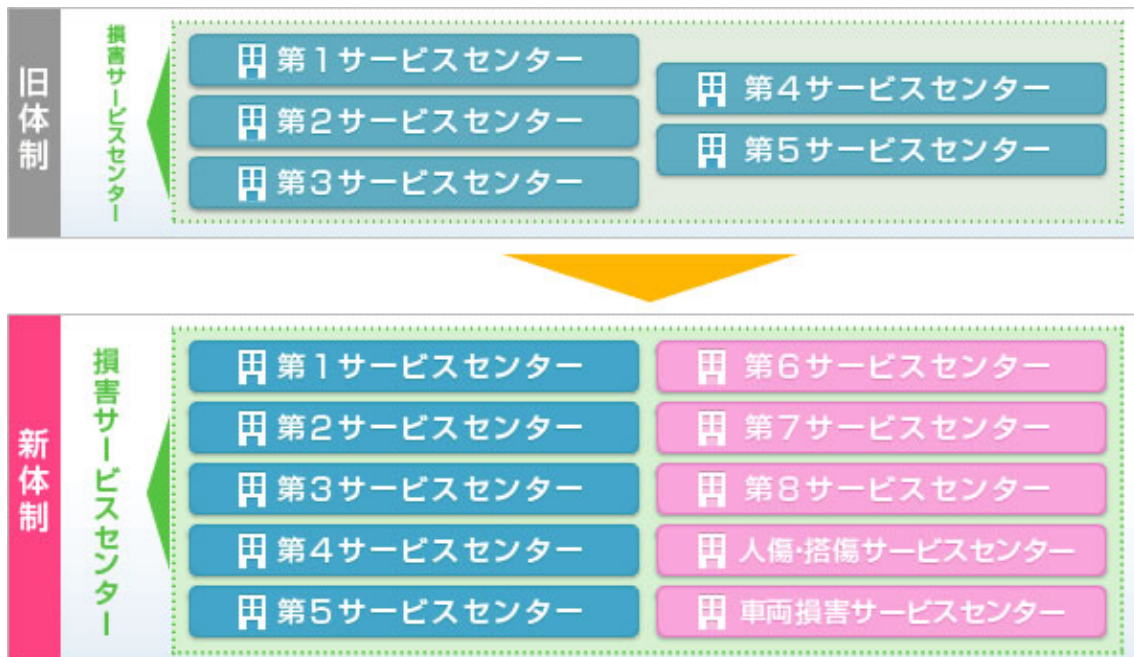 旧体制
損害サービスセンター
第1サービスセンター
第2サービスセンター
第3サービスセンター
第4サービスセンター
第5サービスセンター
新体制
損害サービスセンター
第1サービスセンター
第2サービスセンター
第3サービスセンター
第4サービスセンター
第5サービスセンター
第6サービスセンター
第7サービスセンター
第8サービスセンター
人傷・搭傷サービスセンター
車両損害サービスセンター